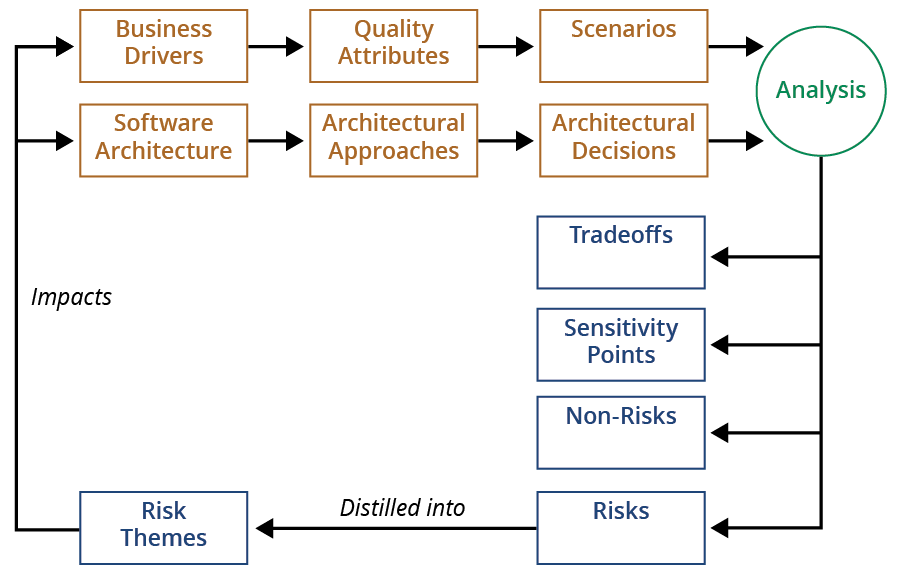 Business
Drivers
Quality
Attributes
Scenarios
Analysis
Software
Architecture
Architectural
Approaches
Architectural
Decisions
Tradeoffs
Impacts
Sensitivity
Points
Non-Risks
Risk
Themes
Distilled into
Risks